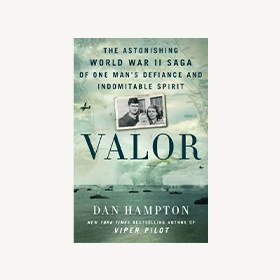 THE ASTONISHING
WORLD WAR II SAGA
OF ONE MAN'S DEFIANCE AND
INDOMITABLE SPIRIT
VALOR
DAN HAMPTON
NEW YORK TIMES BESTSELLING AUTHOR OF
VIPER PILOT